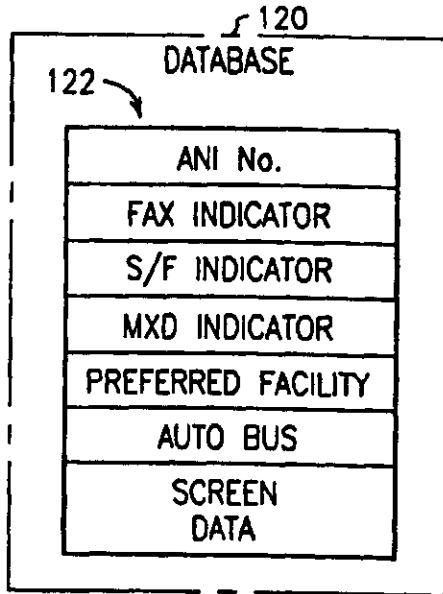 120
DATABASE
122
ANI No.
FAX INDICATOR
S/F INDICATOR
MXD INDICATOR
PREFERRED FACILITY
AUTO BUS
SCREEN
DATA